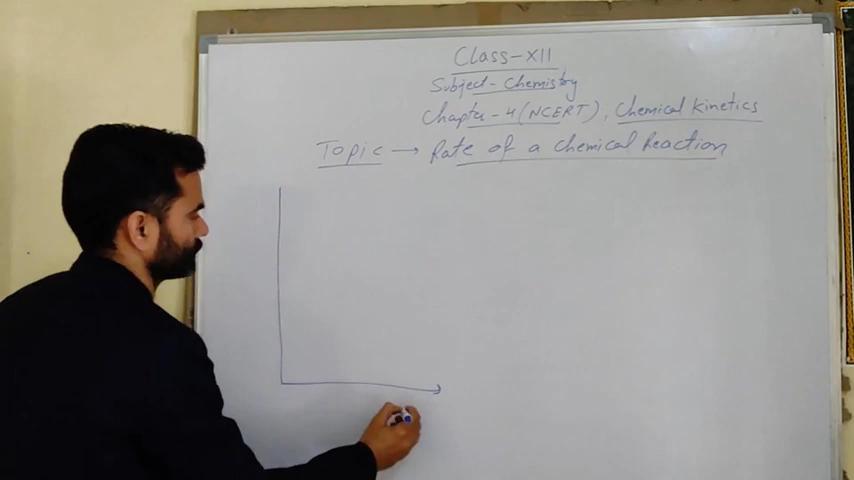 Class-XII
Subject- Chemistry
Chapter-4 (NCERT), Chemical Kinetics
Topic → Rate of a Chemical Reaction